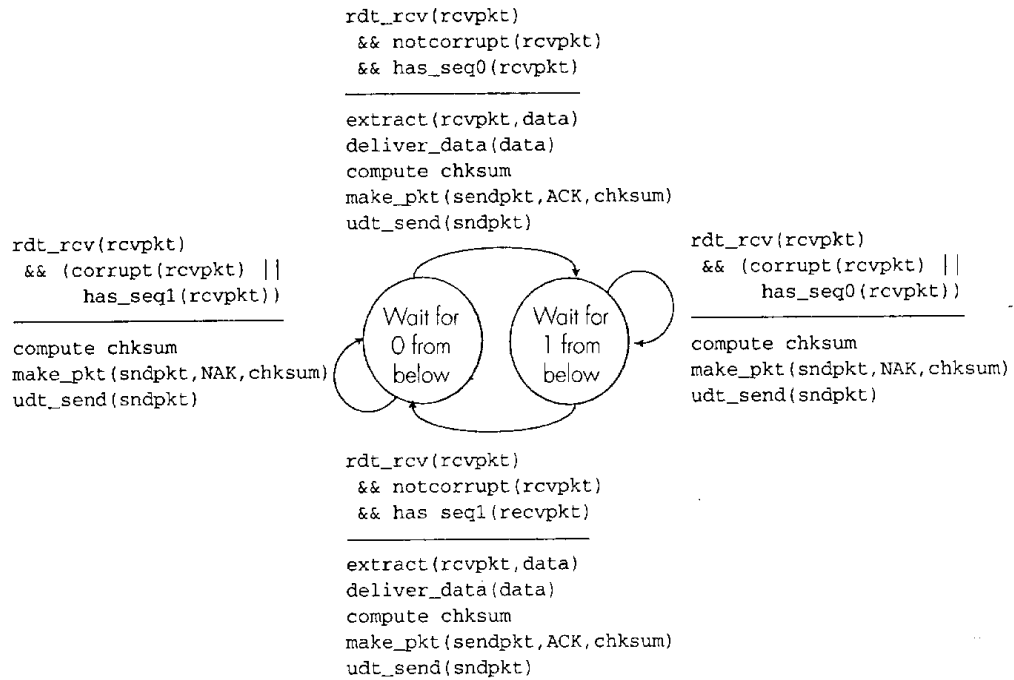 rdt_rcv(rcvpkt)
&& notcorrupt(rcvpkt)
&& has_seq0(rcvpkt)
extract(rcvpkt,data)
deliver_data(data)
compute chksum
make_pkt(sendpkt,ACK,chksum)
udt_send(sndpkt)
rdt_rcv(rcvpkt)
&& (corrupt(rcvpkt) ||
has_seq1(rcvpkt))
compute chksum
make_pkt(sndpkt,NAK,chksum)
udt_send(sndpkt)
Wait for
0 from
below
Wait for
1 from
below
rdt_rcv(rcvpkt)
&& (corrupt(rcvpkt) ||
has_seq0(rcvpkt))
compute chksum
make_pkt(sndpkt,NAK,chksum)
udt_send(sndpkt)
rdt_rcv(rcvpkt)
&& notcorrupt(rcvpkt)
&& has seq1(recvpkt)
extract(rcvpkt,data)
deliver_data(data)
compute chksum
make_pkt(sendpkt,ACK,chksum)
udt_send(sndpkt)